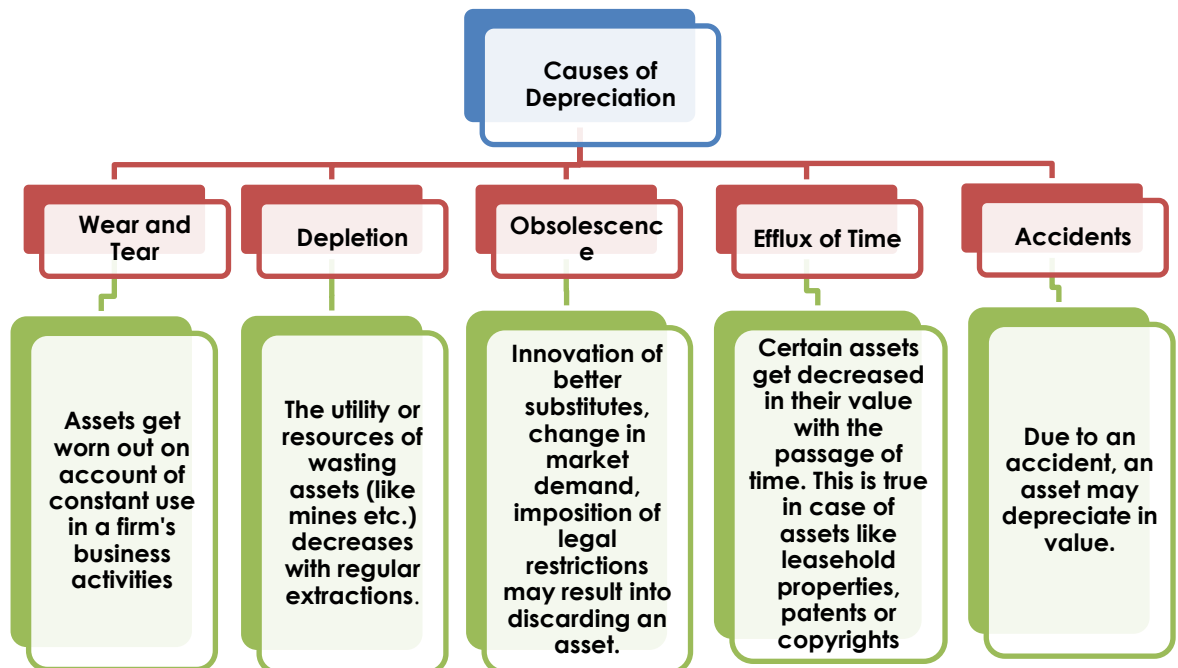 Causes of
Depreciation
Wear and
Tear
Depletion
Obsolescenc
e
Efflux of Time
Accidents
Assets get
worn out on
account of
constant use
in a firm's
business
activities
The utility or
resources of
wasting
assets (like
mines etc.)
decreases
with regular
extractions.
Innovation of
better
substitutes,
change in
market
demand,
imposition of
legal
restrictions
may result into
discarding an
asset.
Certain assets
get decreased
in their value
with the
passage of
time. This is true
in case of
assets like
leasehold
properties,
patents or
copyrights
Due to an
accident, an
asset may
depreciate in
value.